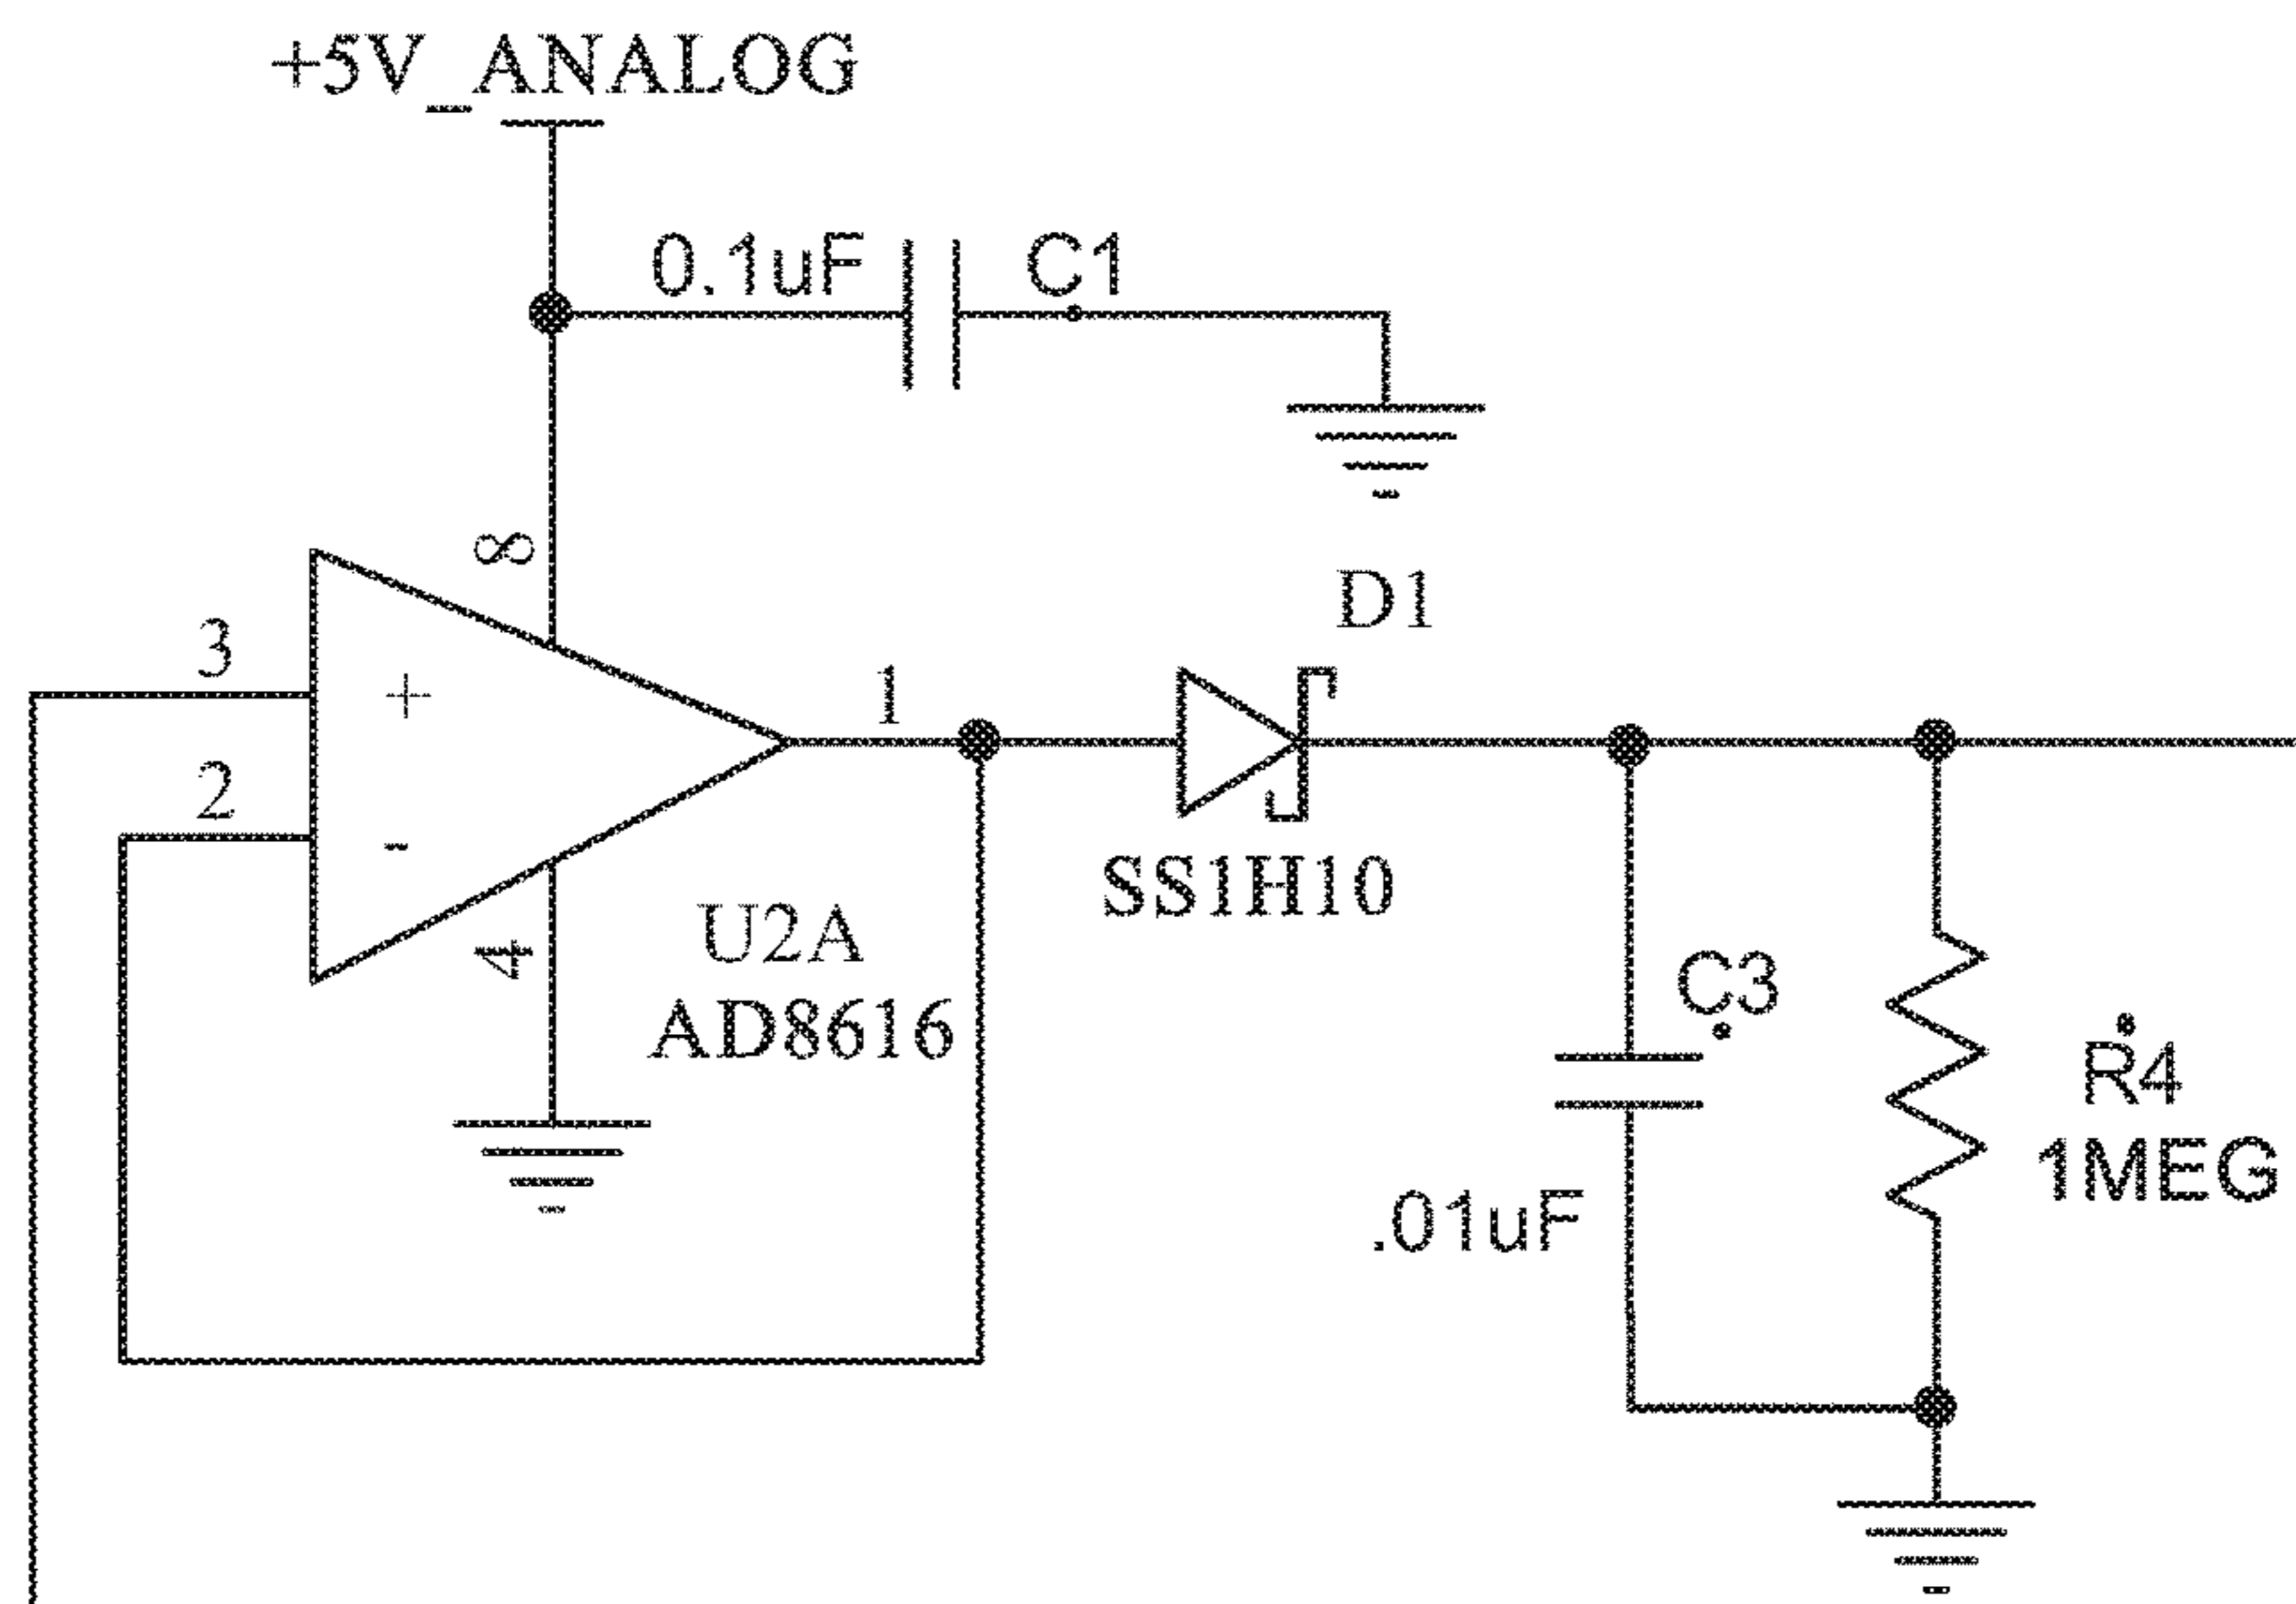 +5V_ANALOG
0.1uF
C1
8
D1
3
1
+
2
-
SS1H10
4
U2A
AD8616
C3
R4
1MEG
.01uF